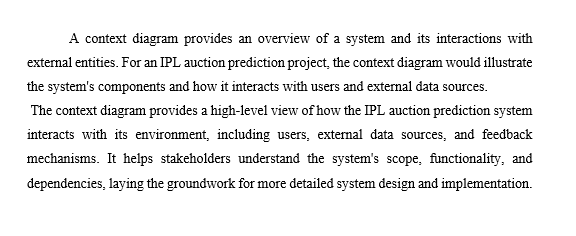 A context diagram provides an overview of a system and its interactions with
external entities. For an IPL auction prediction project, the context diagram would illustrate
the system's components and how it interacts with users and external data sources.
The context diagram provides a high-level view of how the IPL auction prediction system
interacts with its environment, including users, external data sources, and feedback
mechanisms. It helps stakeholders understand the system's scope, functionality, and
dependencies, laying the groundwork for more detailed system design and implementation.